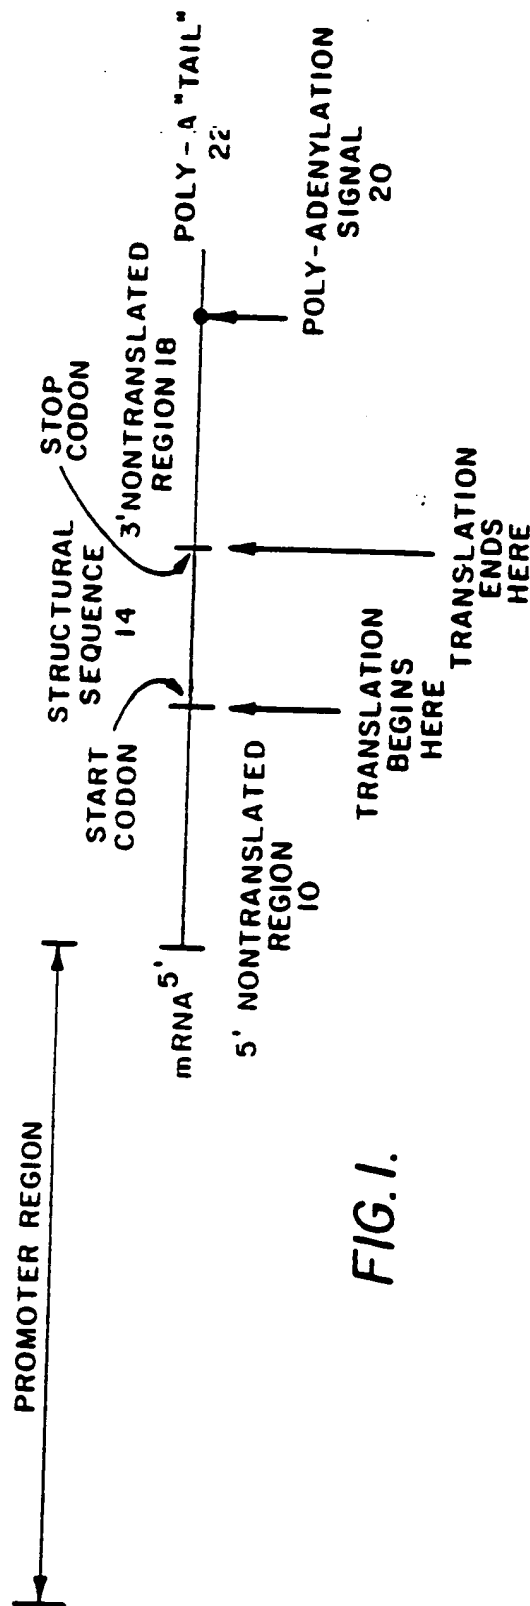 PROMOTER REGION
mRNA 5'
5' NONTRANSLATED
REGION
10
START
CODON
STRUCTURAL
SEQUENCE
14
STOP
CODON
3' NONTRANSLATED
REGION 18
POLY-A "TAIL"
22
TRANSLATION
BEGINS
HERE
TRANSLATION
ENDS
HERE
POLY-ADENYLATION
SIGNAL
20
FIG. 1.